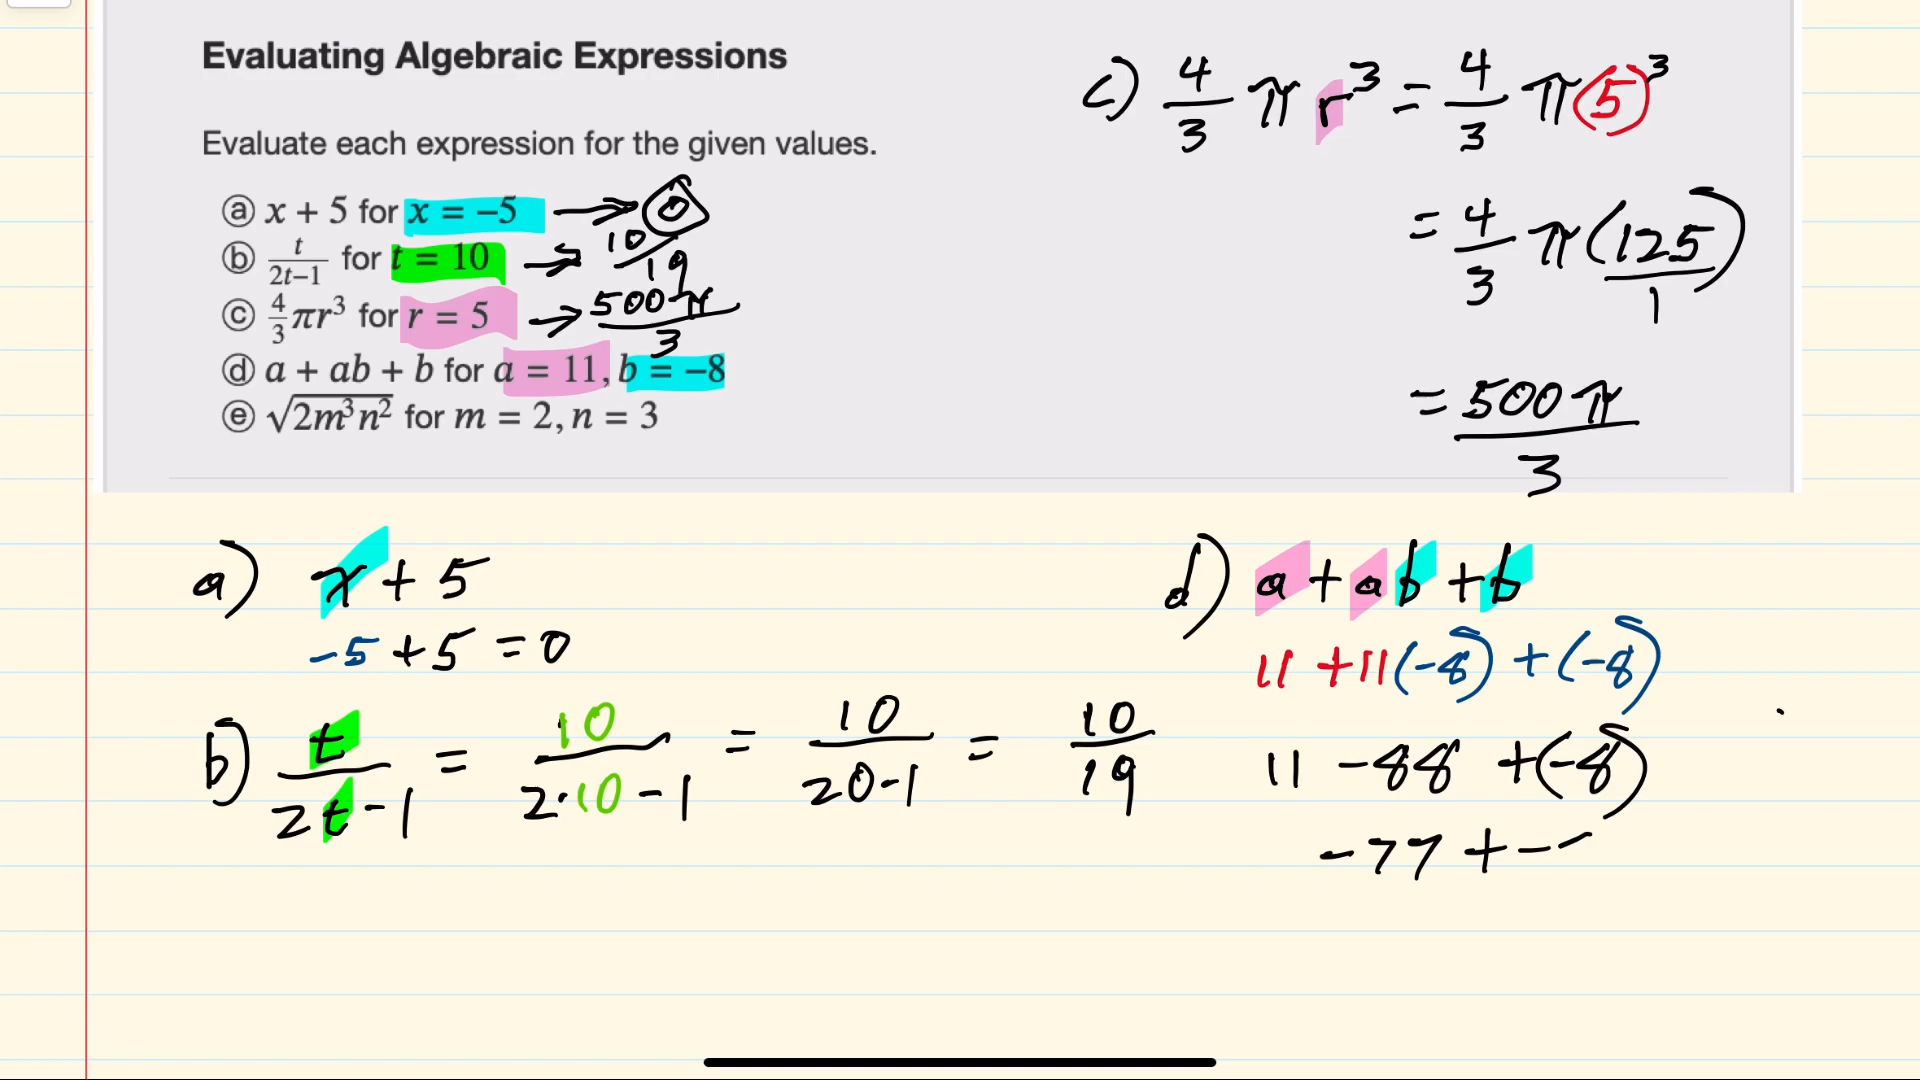 Evaluating Algebraic Expressions
Evaluate each expression for the given values.
ⓐ x + 5 for x = −5 → 0
ⓑ t/(2t−1) for t = 10 → 10/19
ⓒ 4/3 πr³ for r = 5 → 500π/3
ⓓ a + ab + b for a = 11, b = −8
ⓔ √(2m³n²) for m = 2, n = 3
c) 4/3 π r³ = 4/3 π(5)³
= 4/3 π(125/1)
= 500π/3
a) x + 5
-5 + 5 = 0
b) t/(2t-1) = 10/(2·10-1) = 10/(20-1) = 10/19
d) a + ab + b
11 + 11(-8) + (-8)
11 - 88 + (-8)
-77 + -